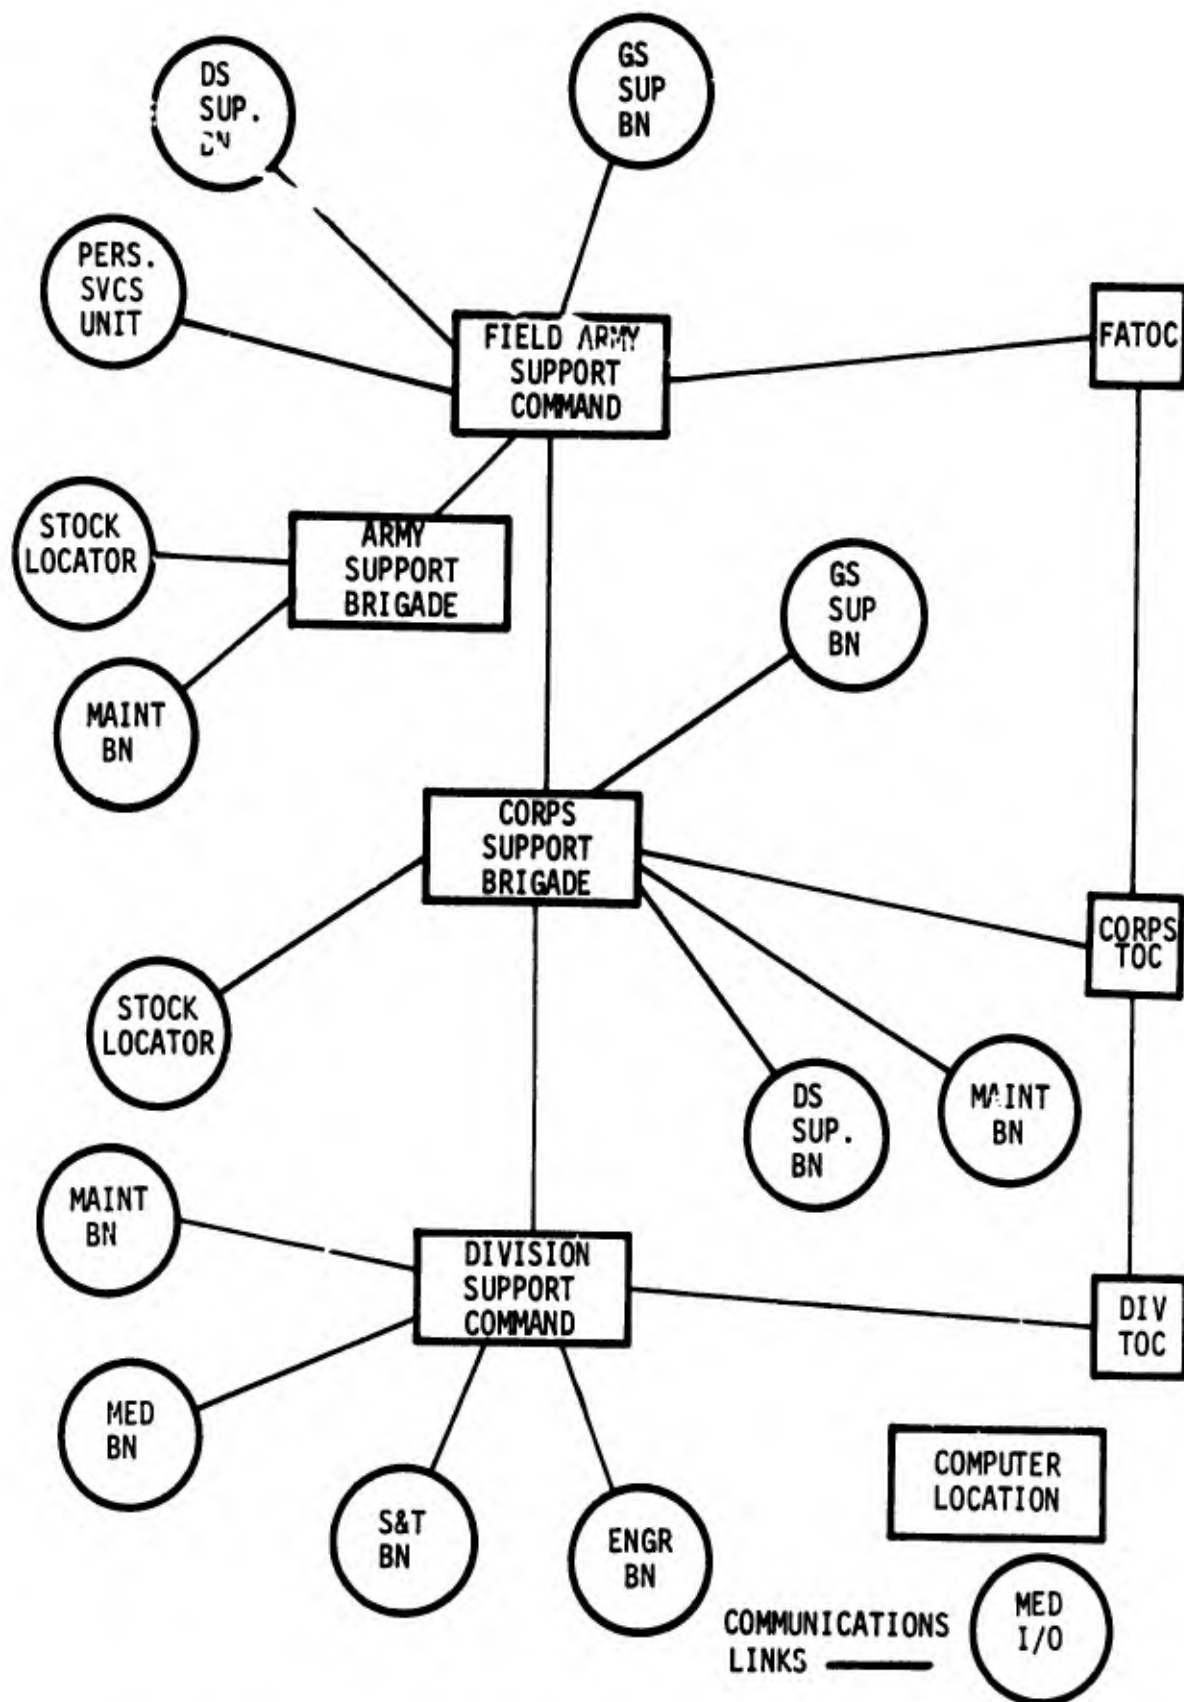 DS
SUP.
BN
GS
SUP
BN
PERS.
SVCS
UNIT
FIELD ARMY
SUPPORT
COMMAND
FATOC
STOCK
LOCATOR
ARMY
SUPPORT
BRIGADE
GS
SUP
BN
MAINT
BN
CORPS
SUPPORT
BRIGADE
CORPS
TOC
STOCK
LOCATOR
DS
SUP.
BN
MAINT
BN
MAINT
BN
DIVISION
SUPPORT
COMMAND
DIV
TOC
MED
BN
S&T
BN
ENGR
BN
COMPUTER
LOCATION
COMMUNICATIONS
LINKS
MED
I/O